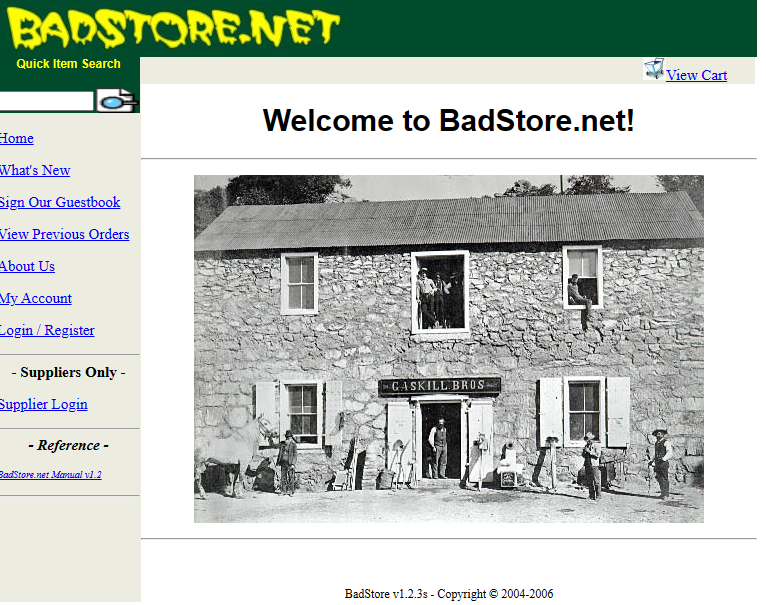 BADSTORE.NET
Quick Item Search
View Cart
Welcome to BadStore.net!
Home
What's New
Sign Our Guestbook
View Previous Orders
About Us
My Account
Login / Register
- Suppliers Only -
Supplier Login
- Reference -
BadStore.net Manual v1.2
GASKILL BROS
BadStore v1.2.3s - Copyright © 2004-2006